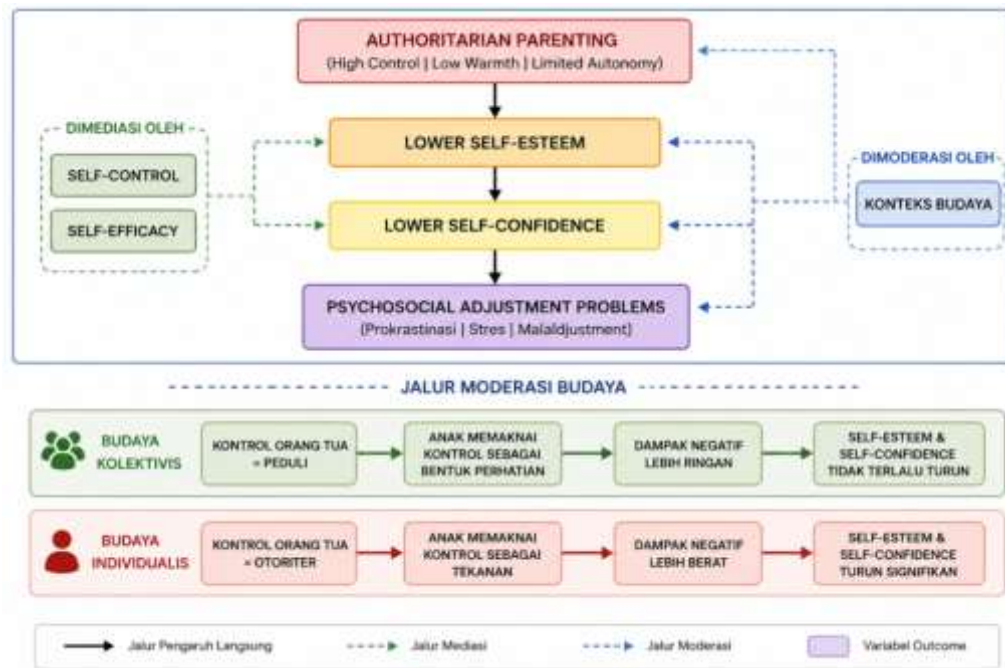 AUTHORITARIAN PARENTING
(High Control | Low Warmth | Limited Autonomy)
DIMEDIASI OLEH
SELF-CONTROL
SELF-EFFICACY
LOWER SELF-ESTEEM
LOWER SELF-CONFIDENCE
DIMODERASI OLEH
KONTEKS BUDAYA
PSYCHOSOCIAL ADJUSTMENT PROBLEMS
(Prokrastinasi | Stres | Malaldjustment)
JALUR MODERASI BUDAYA
BUDAYA
KOLEKTIVIS
KONTROL ORANG TUA
= PEDULI
ANAK MEMAKNAI
KONTROL SEBAGAI
BENTUK PERHATIAN
DAMPAK NEGATIF
LEBIH RINGAN
SELF-ESTEEM &
SELF-CONFIDENCE
TIDAK TERLALU TURUN
BUDAYA
INDIVIDUALIS
KONTROL ORANG TUA
= OTORITER
ANAK MEMAKNAI
KONTROL SEBAGAI
TEKANAN
DAMPAK NEGATIF
LEBIH BERAT
SELF-ESTEEM &
SELF-CONFIDENCE
TURUN SIGNIFIKAN
Jalur Pengaruh Langsung
Jalur Mediasi
Jalur Moderasi
Variabel Outcome